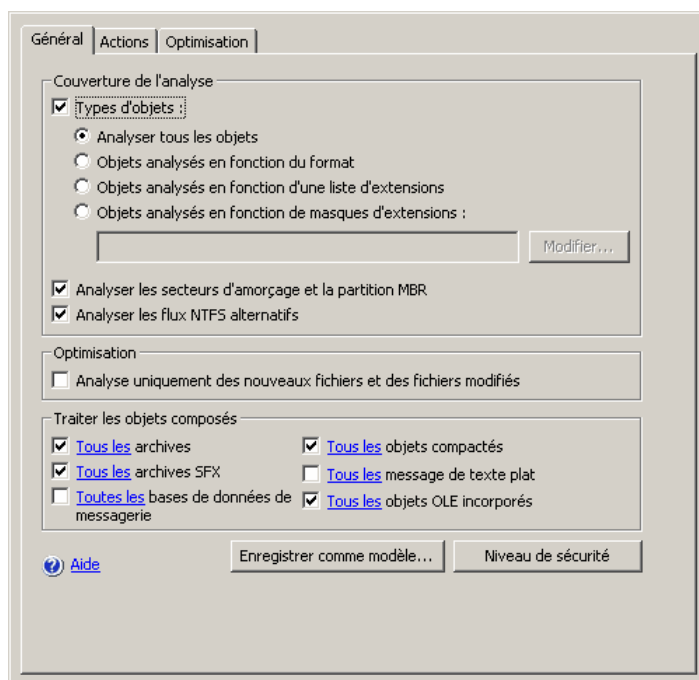 Général Actions Optimisation
Couverture de l'analyse
Types d'objets :
Analyser tous les objets
Objets analysés en fonction du format
Objets analysés en fonction d'une liste d'extensions
Objets analysés en fonction de masques d'extensions :
Modifier...
Analyser les secteurs d'amorçage et la partition MBR
Analyser les flux NTFS alternatifs
Optimisation
Analyse uniquement des nouveaux fichiers et des fichiers modifiés
Traiter les objets composés
Tous les archives
Tous les archives SFX
Toutes les bases de données de
messagerie
Tous les objets compactés
Tous les message de texte plat
Tous les objets OLE incorporés
Aide
Enregistrer comme modèle...
Niveau de sécurité